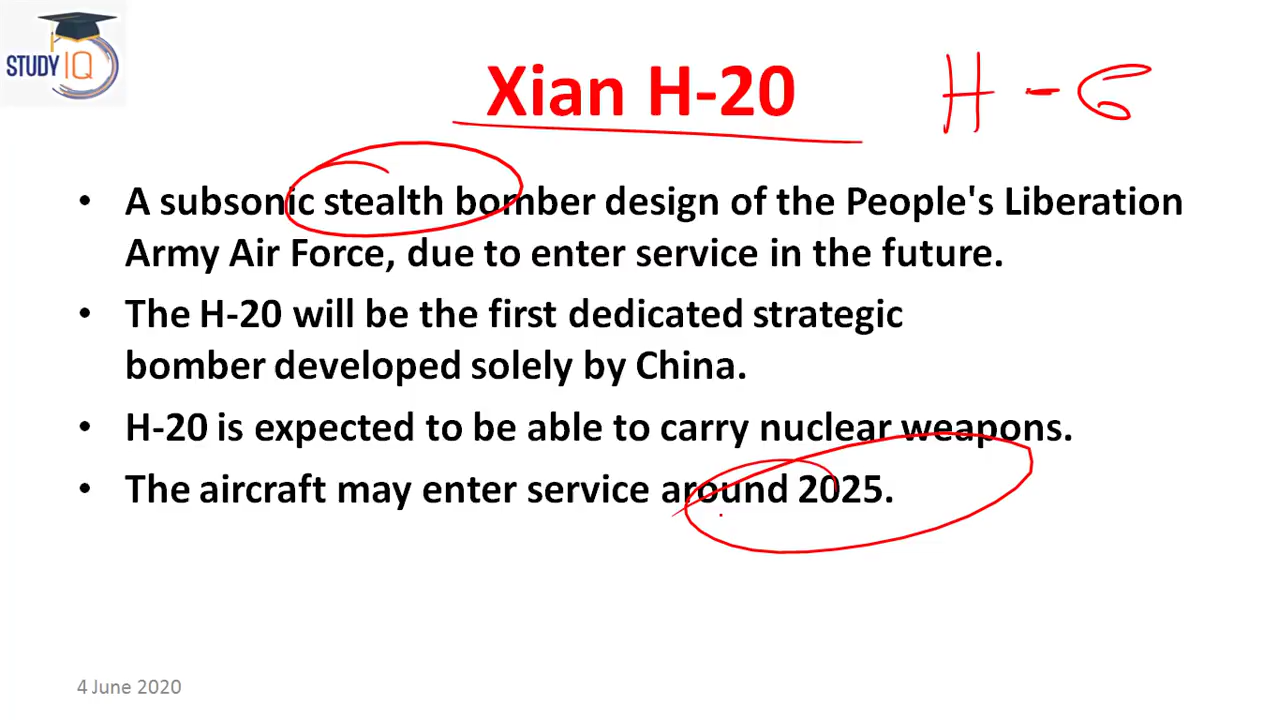 STUDY IQ
Xian H-20
H-6
• A subsonic stealth bomber design of the People's Liberation
Army Air Force, due to enter service in the future.
• The H-20 will be the first dedicated strategic
bomber developed solely by China.
• H-20 is expected to be able to carry nuclear weapons.
• The aircraft may enter service around 2025.
4 June 2020